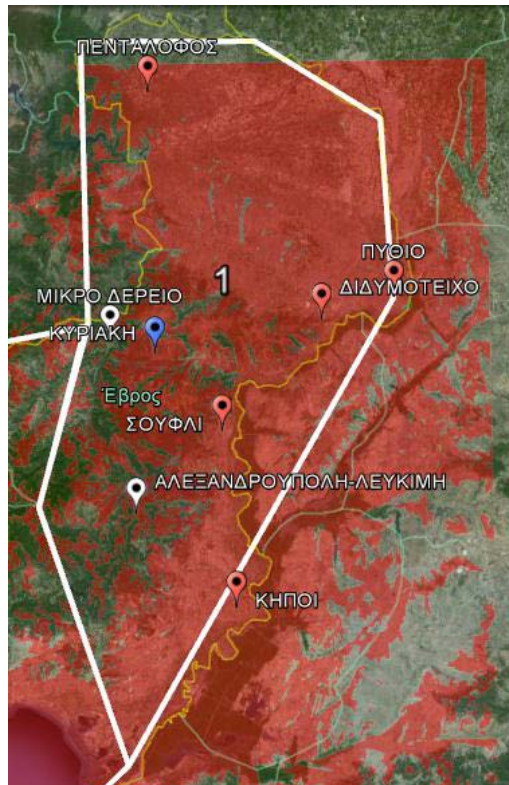 ΠΕΝΤΑΛΟΦΟΣ
1
ΠΥΘΙΟ
ΔΙΔΥΜΟΤΕΙΧΟ
ΜΙΚΡΟ ΔΕΡΕΙΟ
ΚΥΡΙΑΚΗ
Έβρος
ΣΟΥΦΛΙ
ΑΛΕΞΑΝΔΡΟΥΠΟΛΗ-ΛΕΥΚΙΜΗ
ΚΗΠΟΙ